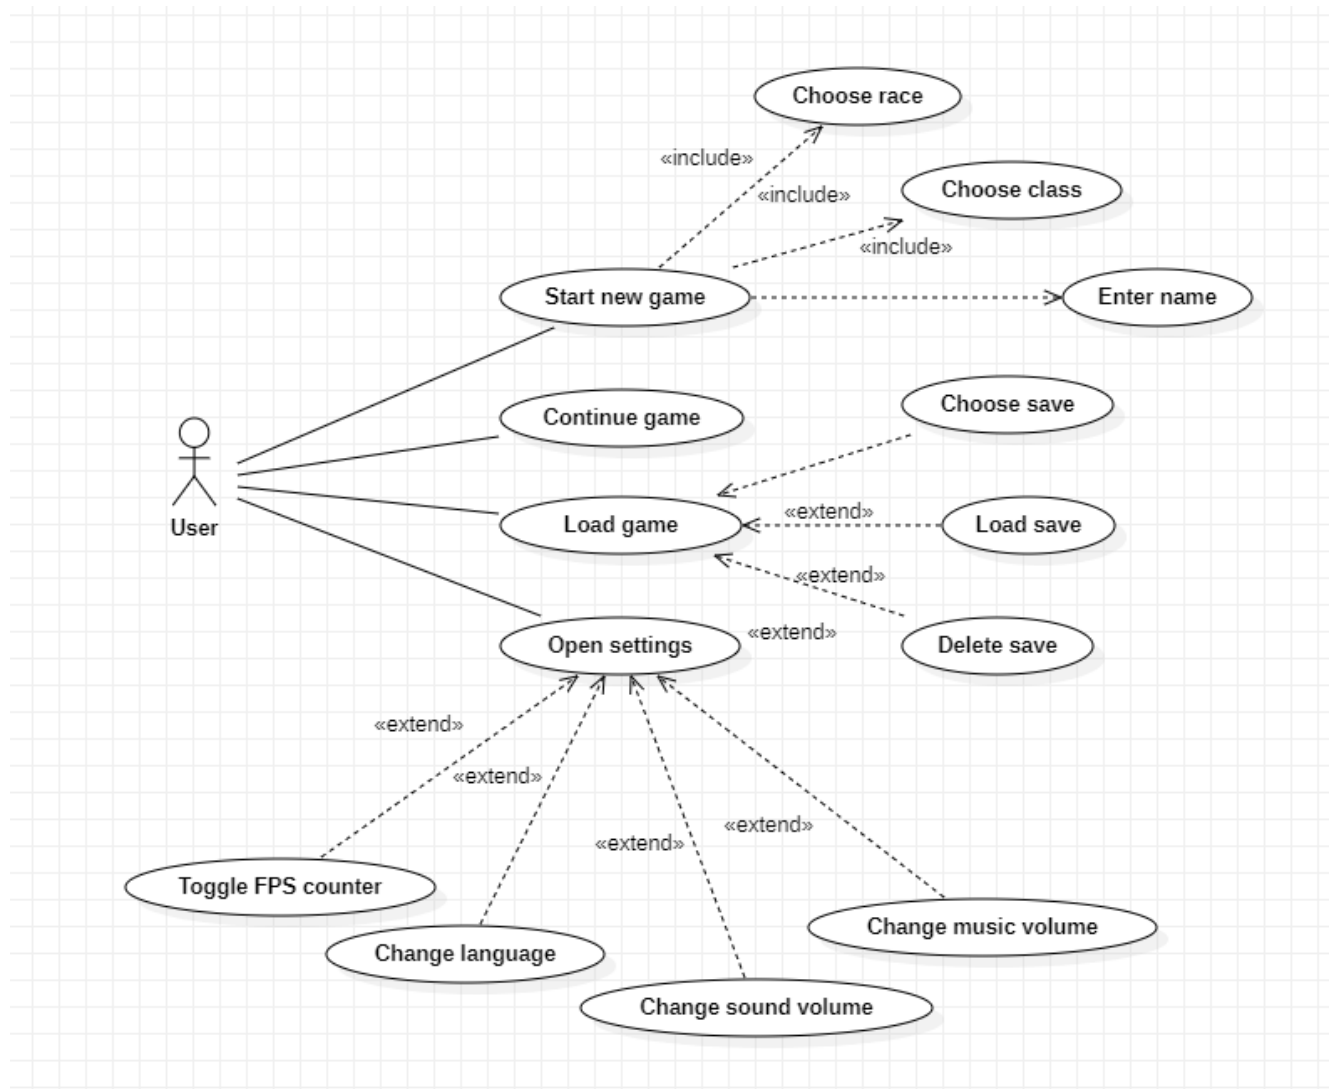 Choose race
«include»
Choose class
«include»
«include»
Start new game
Enter name
Choose save
Continue game
«extend»
Load game
Load save
User
«extend»
«extend»
Open settings
Delete save
«extend»
«extend»
«extend»
«extend»
Toggle FPS counter
Change music volume
Change language
Change sound volume